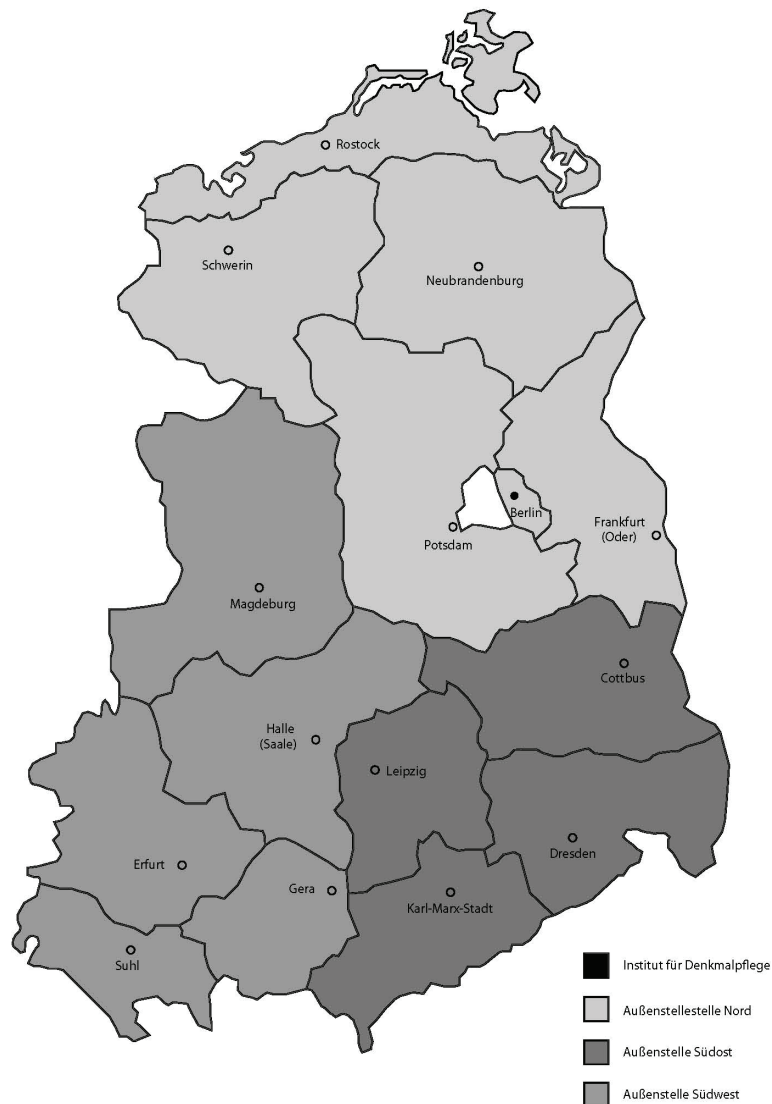 Rostock
Schwerin
Neubrandenburg
Berlin
Frankfurt
(Oder)
Potsdam
Magdeburg
Cottbus
Halle
(Saale)
Leipzig
Dresden
Erfurt
Gera
Karl-Marx-Stadt
Suhl
Institut für Denkmalpflege
Außenstellestelle Nord
Außenstelle Südost
Außenstelle Südwest